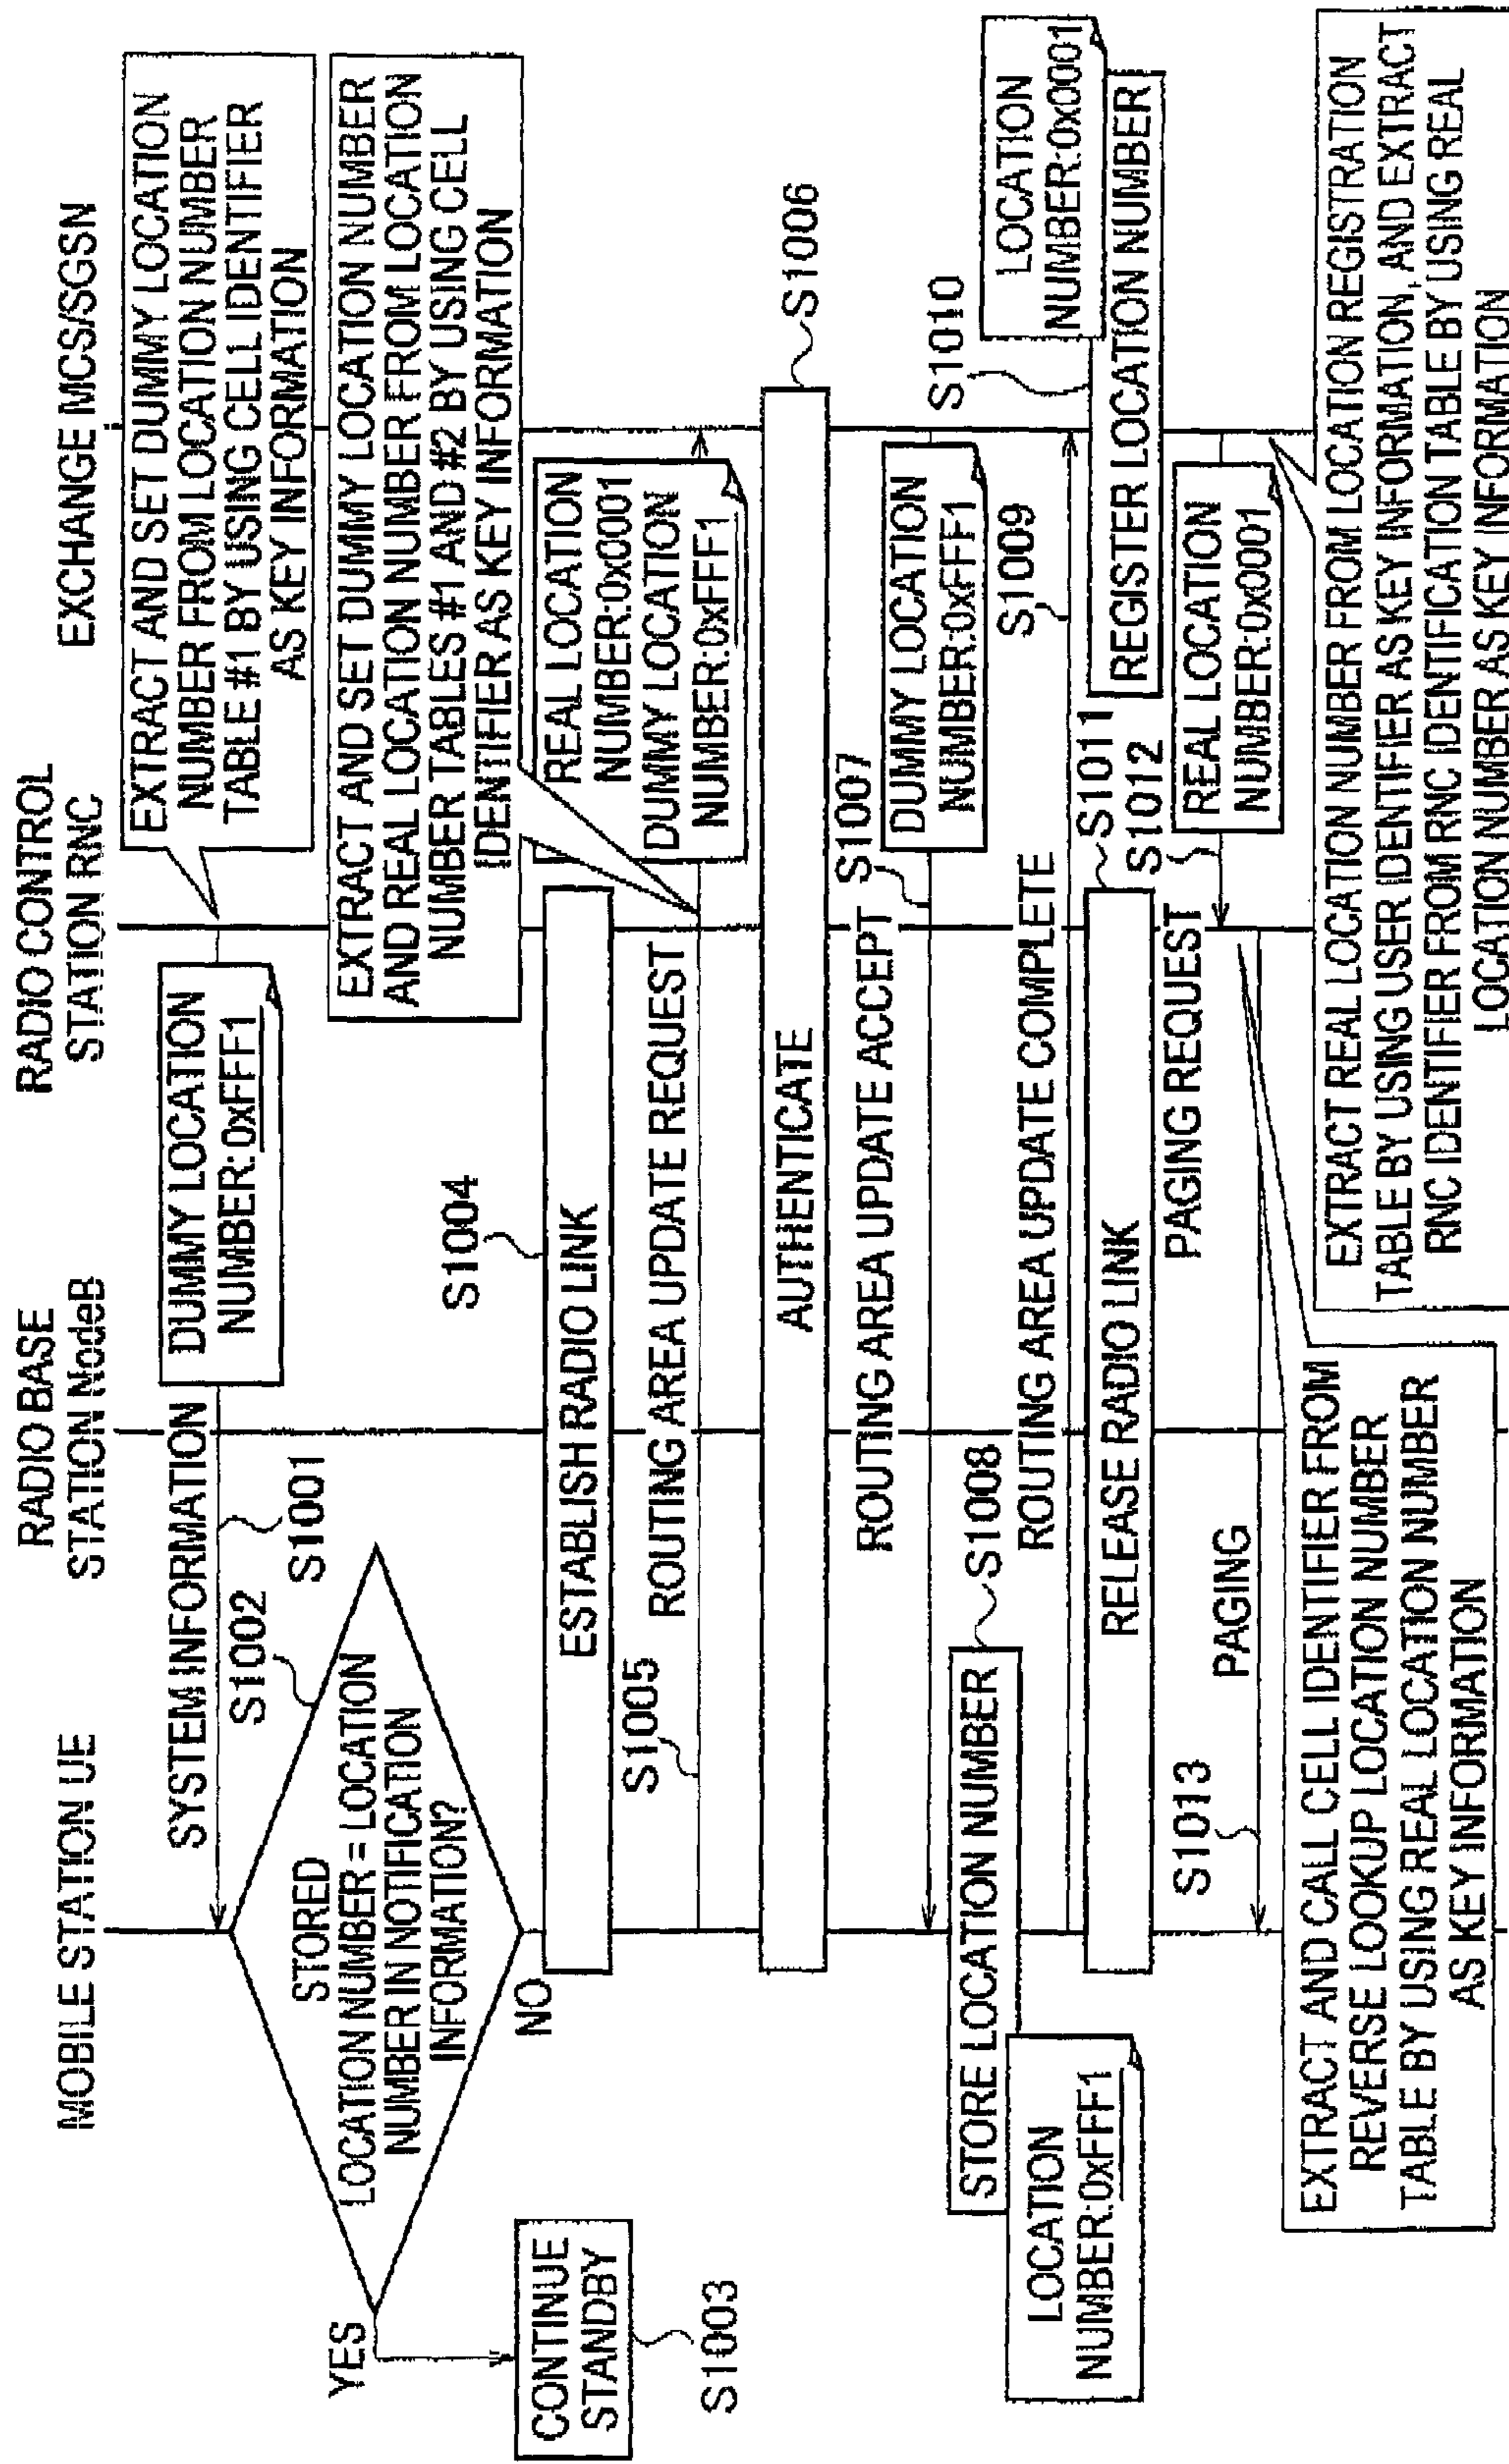 MOBILE STATION UE
RADIO BASE
STATION NodeB
RADIO CONTROL
STATION RNC
EXCHANGE MCS/SGSN
EXTRACT AND SET DUMMY LOCATION
NUMBER FROM LOCATION NUMBER
TABLE #1 BY USING CELL IDENTIFIER
AS KEY INFORMATION
SYSTEM INFORMATION
S1001
DUMMY LOCATION
NUMBER:0xFFF1
S1002
STORED
LOCATION NUMBER = LOCATION
NUMBER IN NOTIFICATION
INFORMATION?
YES
NO
CONTINUE
STANDBY
S1003
EXTRACT AND SET DUMMY LOCATION NUMBER
AND REAL LOCATION NUMBER FROM LOCATION
NUMBER TABLES #1 AND #2 BY USING CELL
IDENTIFIER AS KEY INFORMATION
S1004
ESTABLISH RADIO LINK
S1005
ROUTING AREA UPDATE REQUEST
REAL LOCATION
NUMBER:0x0001
DUMMY LOCATION
NUMBER:0xFFF1
AUTHENTICATE
S1006
ROUTING AREA UPDATE ACCEPT
S1007
DUMMY LOCATION
NUMBER:0xFFF1
STORE LOCATION NUMBER
S1008
LOCATION
NUMBER:0xFFF1
ROUTING AREA UPDATE COMPLETE
S1009
S1010
LOCATION
NUMBER:0x0001
REGISTER LOCATION NUMBER
RELEASE RADIO LINK
S1011
S1012
PAGING REQUEST
REAL LOCATION
NUMBER:0x0001
S1013
PAGING
EXTRACT AND CALL CELL IDENTIFIER FROM
REVERSE LOOKUP LOCATION NUMBER
TABLE BY USING REAL LOCATION NUMBER
AS KEY INFORMATION
EXTRACT REAL LOCATION NUMBER FROM LOCATION REGISTRATION
TABLE BY USING USER IDENTIFIER AS KEY INFORMATION, AND EXTRACT
RNC IDENTIFIER FROM RNC IDENTIFICATION TABLE BY USING REAL
LOCATION NUMBER AS KEY INFORMATION